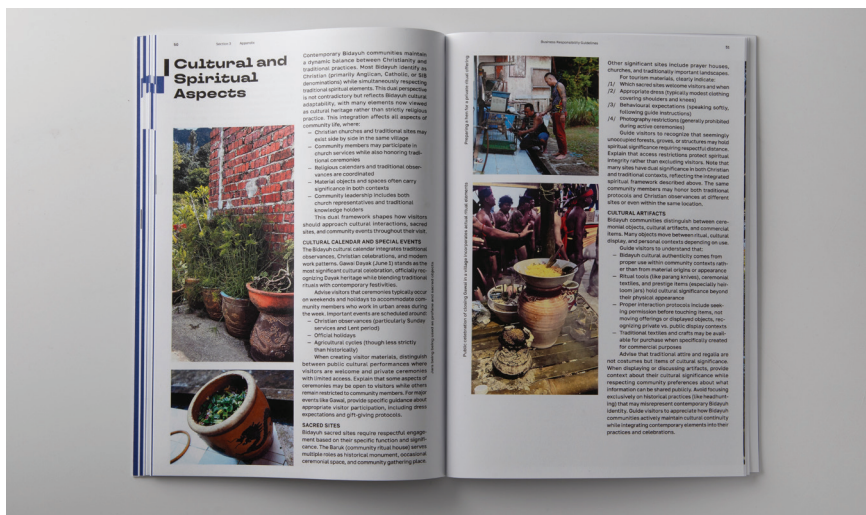 54
Section 2
Appendix
Cultural and
Spiritual
Aspects
Contemporary Bidayuh communities maintain
a dynamic balance between Christianity and
traditional practices. Most Bidayuh identify as
Christian (primarily Anglican, Catholic, or SIB
denominations) while simultaneously respecting
traditional spiritual elements. This dual perspective
is not contradictory but reflects Bidayuh cultural
adaptability, with many elements now viewed
as cultural heritage rather than strictly religious
practice. This integration affects all aspects of
community life, where:
– Christian churches and traditional sites may
exist side by side in the same village
– Community members may participate in
church services while also honoring tradi-
tional ceremonies
– Religious calendars and traditional obser-
vances are coordinated
– Material objects and spaces often carry
significance in both contexts
– Community leadership includes both
church representatives and traditional
knowledge holders
This dual framework shapes how visitors
should approach cultural interactions, sacred
sites, and community events throughout their visit.
CULTURAL CALENDAR AND SPECIAL EVENTS
The Bidayuh cultural calendar integrates traditional
observances, Christian celebrations, and modern
work patterns. Gawai Dayak (June 1) stands as the
most significant cultural celebration, officially rec-
ognizing Dayak heritage while blending traditional
rituals with contemporary festivities.
Advise visitors that ceremonies typically occur
on weekends and holidays to accommodate com-
munity members who work in urban areas during
the week. Important events are scheduled around:
– Christian observances (particularly Sunday
services and Lent period)
– Official holidays
– Agricultural cycles (though less strictly
than historically)
When creating visitor materials, distinguish
between public cultural performances where
visitors are welcome and private ceremonies
with limited access. Explain that some aspects of
ceremonies may be open to visitors while others
remain restricted to community members. For major
events like Gawai, provide specific guidance about
appropriate visitor participation, including dress
expectations and gift-giving protocols.
SACRED SITES
Bidayuh sacred sites require respectful engage-
ment based on their specific function and signifi-
cance. The Baruk (community ritual house) serves
multiple roles as historical monument, occasional
ceremonial space, and community gathering place.
Business Responsibility Guidelines
55
Other significant sites include prayer houses,
churches, and traditionally important landscapes.
For tourism materials, clearly indicate:
/1/ Which sacred sites welcome visitors and when
/2/ Appropriate dress (typically modest clothing
covering shoulders and knees)
/3/ Behavioural expectations (speaking softly,
following guide instructions)
/4/ Photography restrictions (generally prohibited
during active ceremonies)
Guide visitors to recognize that seemingly
unoccupied forests, groves, or structures may hold
spiritual significance requiring respectful distance.
Explain that access restrictions protect spiritual
integrity rather than excluding visitors. Note that
many sites have dual significance in both Christian
and traditional contexts, reflecting the integrated
spiritual framework described above. The same
community members may honor both traditional
protocols and Christian observances at different
sites or even within the same location.
CULTURAL ARTIFACTS
Bidayuh communities distinguish between cere-
monial objects, cultural artifacts, and commercial
items. Many objects move between ritual, cultural
display, and personal contexts depending on use.
Guide visitors to understand that:
– Bidayuh cultural authenticity comes from
proper use within community contexts rath-
er than from material origins or appearance
– Ritual tools (like parang knives), ceremonial
textiles, and prestige items (especially heir-
loom jars) hold cultural significance beyond
their physical appearance
– Proper interaction protocols include seek-
ing permission before touching items, not
moving offerings or displayed objects, rec-
ognizing private vs. public display contexts
– Traditional textiles and crafts may be avail-
able for purchase when specifically created
for commercial purposes
Advise that traditional attire and regalia are
not costumes but items of cultural significance.
When displaying or discussing artifacts, provide
context about their cultural significance while
respecting community preferences about what
information can be shared publicly. Avoid focusing
exclusively on historical practices (like headhunt-
ing) that may misrepresent contemporary Bidayuh
identity. Guide visitors to appreciate how Bidayuh
communities actively maintain cultural continuity
while integrating contemporary elements into their
practices and celebrations.